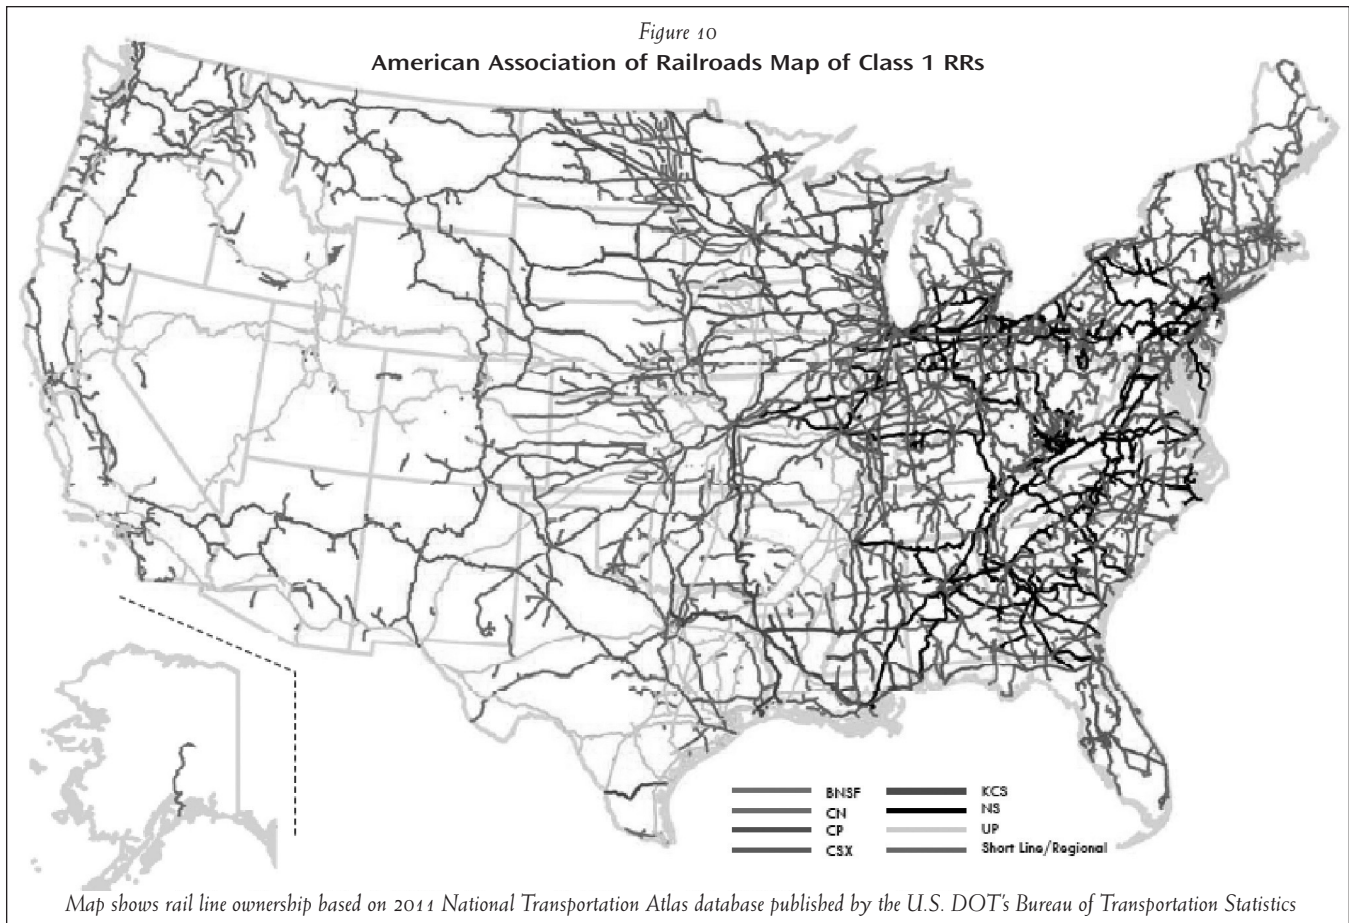 Figure 10
American Association of Railroads Map of Class 1 RRs
BNSF
CN
CP
CSX
KCS
NS
UP
Short Line/Regional
Map shows rail line ownership based on 2011 National Transportation Atlas database published by the U.S. DOT's Bureau of Transportation Statistics